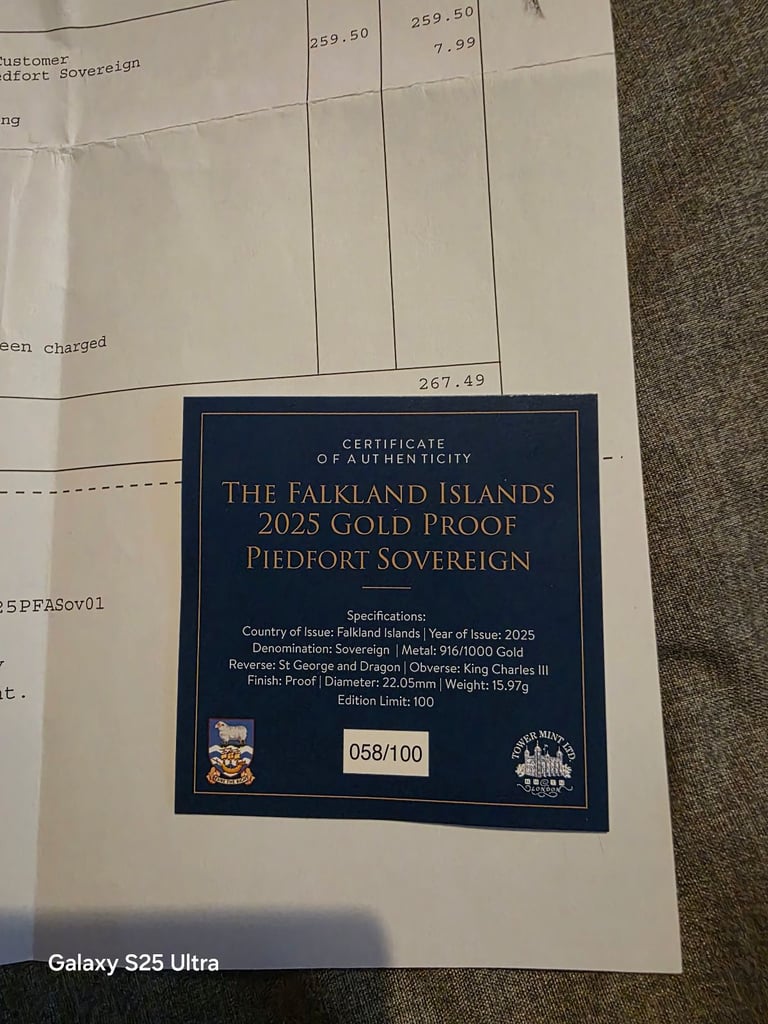 259.50
259.50
Customer
7.99
edfort Sovereign
ng
een charged
267.49
CERTIFICATE
OF AUTHENTICITY
THE FALKLAND ISLANDS
2025 GOLD PROOF
PIEDFORT SOVEREIGN
Specifications:
Country of Issue: Falkland Islands | Year of Issue: 2025
Denomination: Sovereign | Metal: 916/1000 Gold
Reverse: St George and Dragon | Obverse: King Charles III
Finish: Proof | Diameter: 22.05mm | Weight: 15.97g
Edition Limit: 100
058/100
TOWER MINT LTD.
LONDON
25PFASov01
y
nt.
Galaxy S25 Ultra